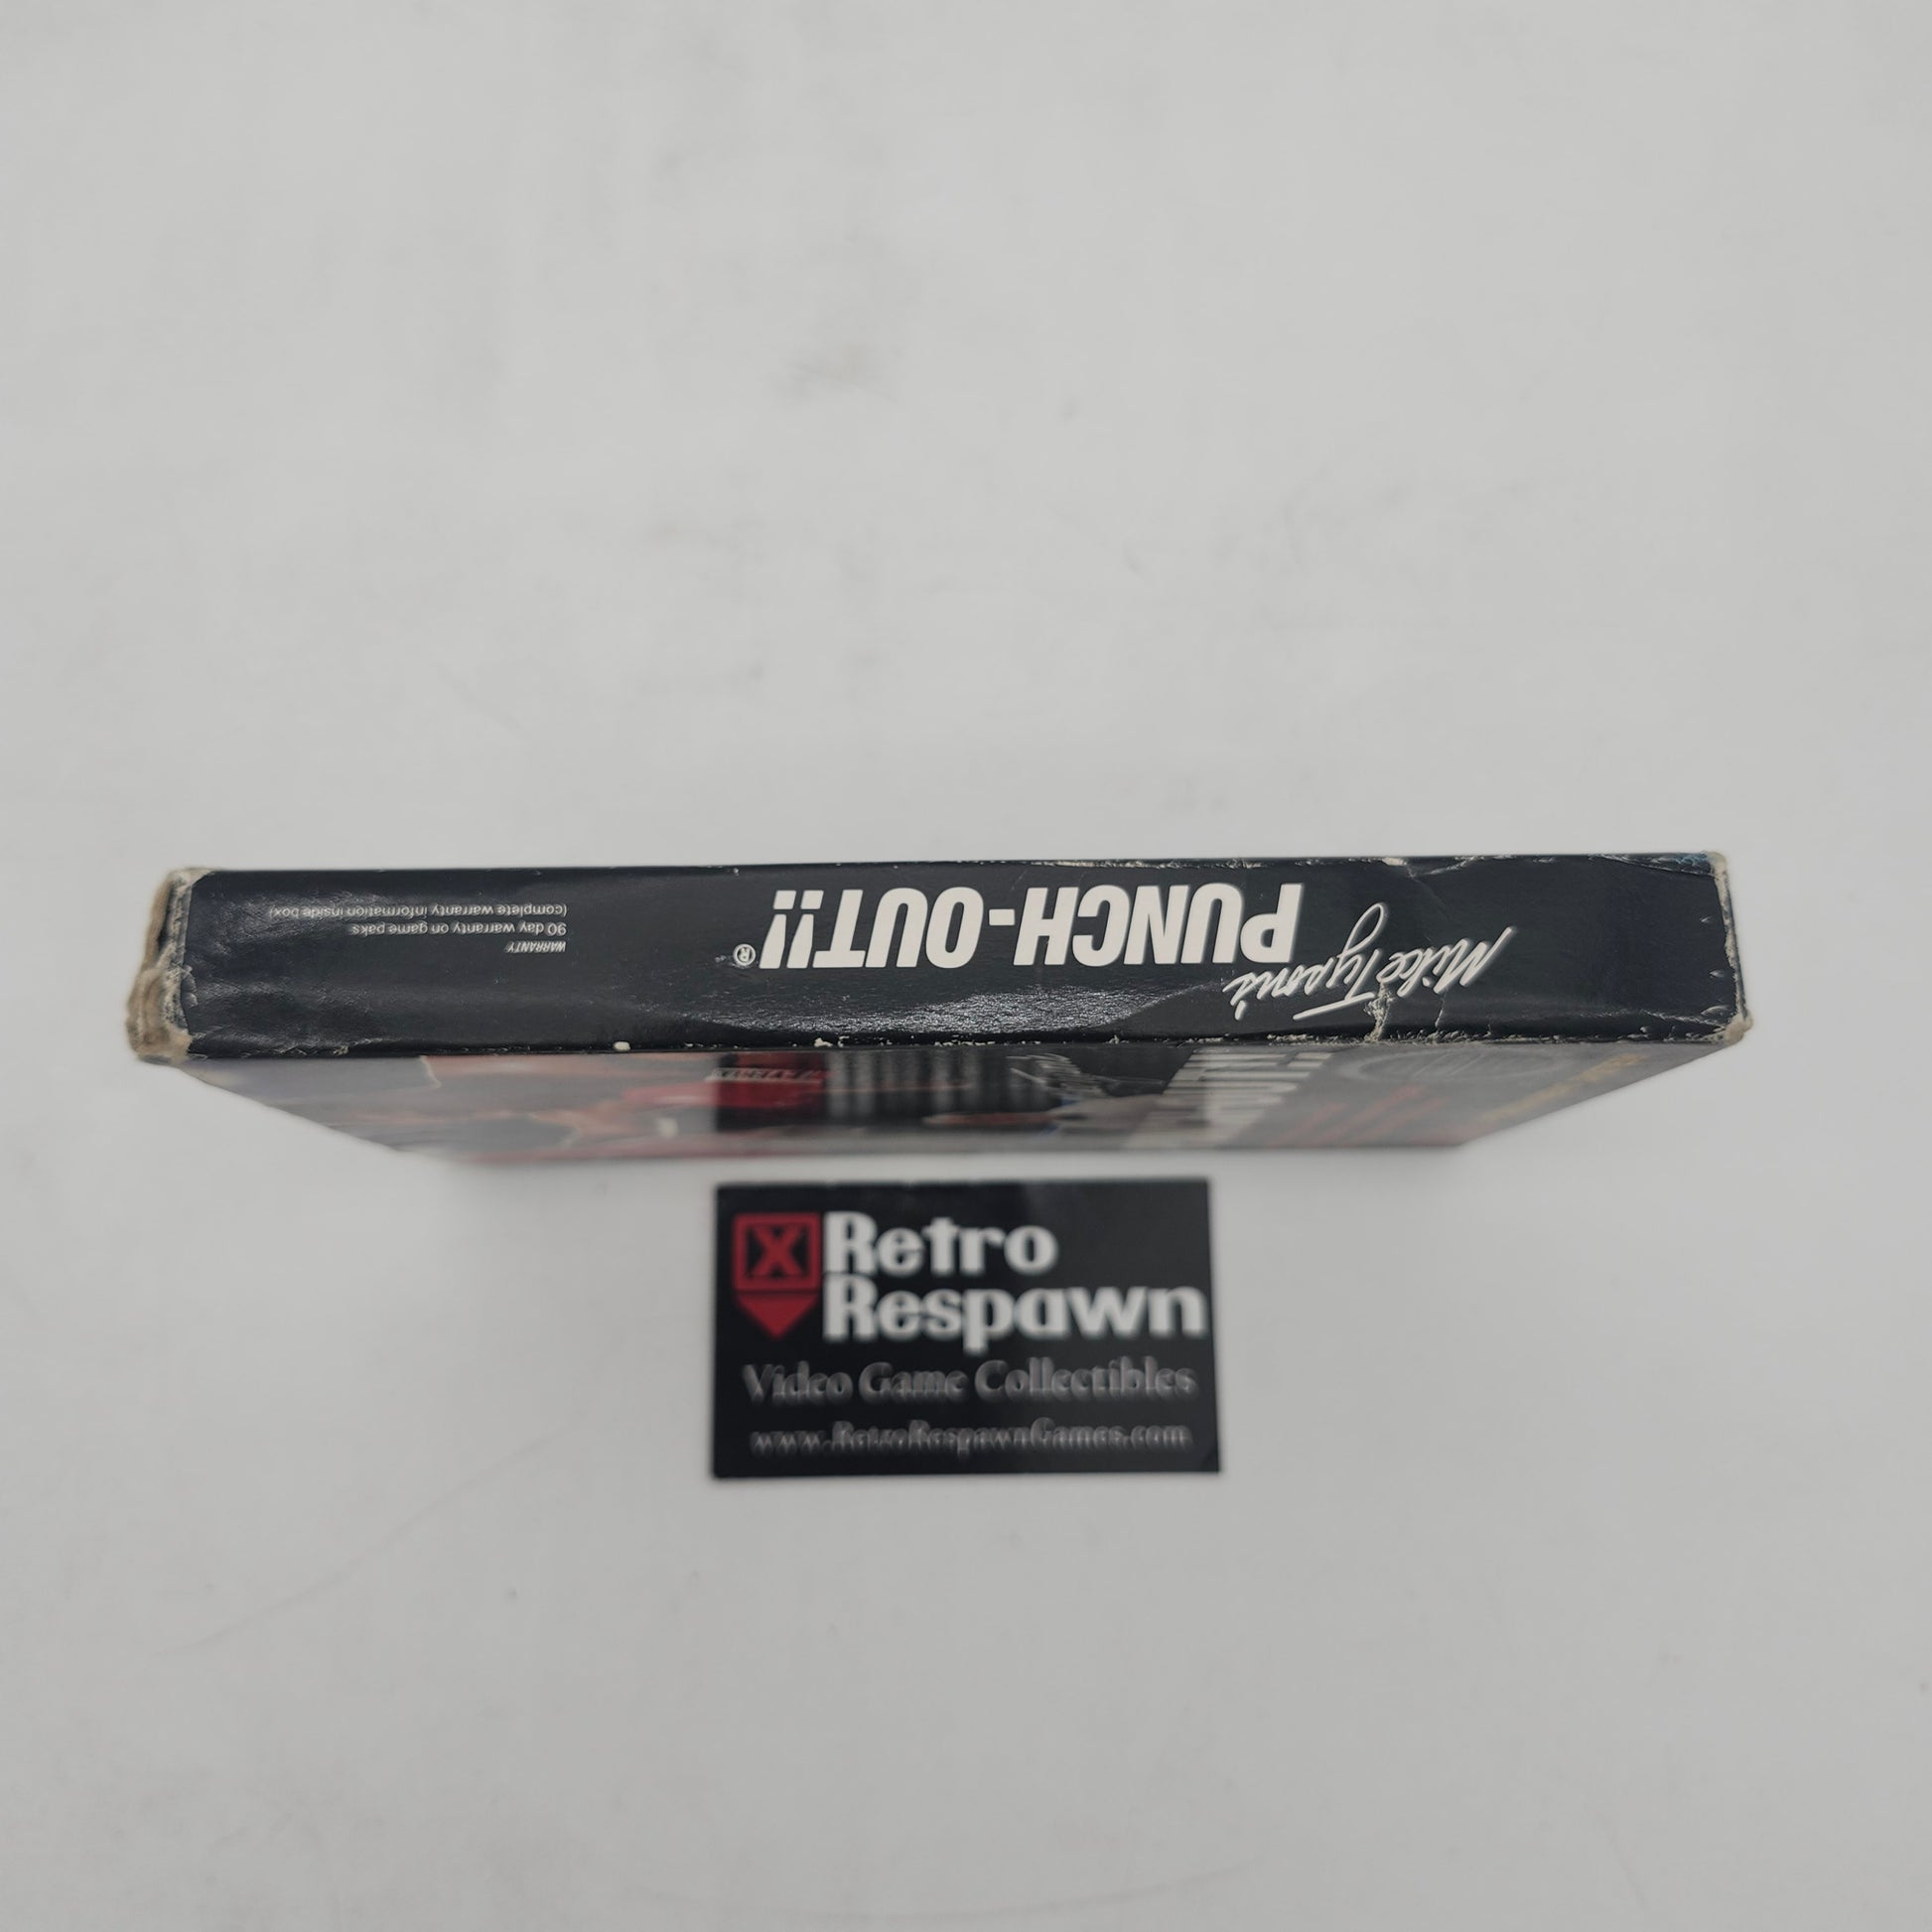 Mike Tyson's
PUNCH-OUT!!®
WARRANTY
90 day warranty on game paks
(complete warranty information inside box)
X Retro
Respawn
Video Game Collectibles
www.RetroRespawnGames.com